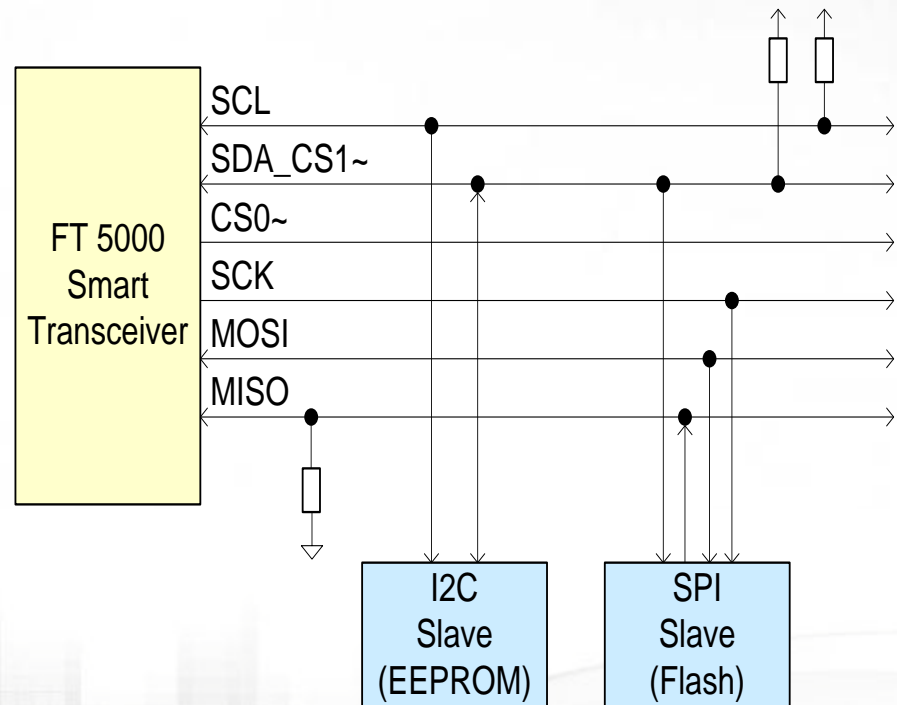 SCL
SDA_CS1~
CS0~
SCK
MOSI
MISO
FT 5000
Smart
Transceiver
I2C
Slave
(EEPROM)
SPI
Slave
(Flash)